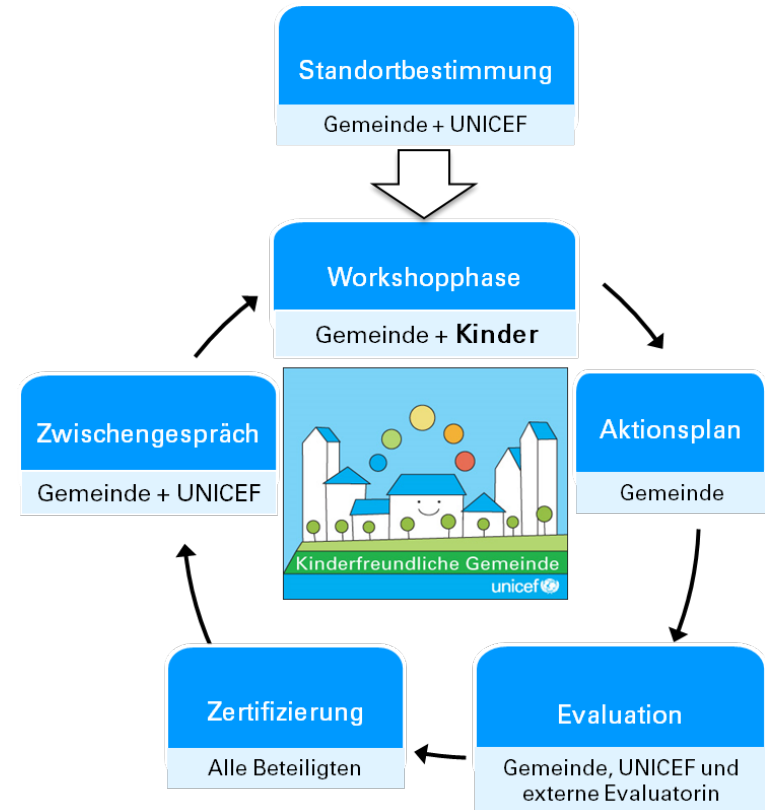 Standortbestimmung
Gemeinde + UNICEF
Workshopphase
Gemeinde + Kinder
Zwischengespräch
Gemeinde + UNICEF
Aktionsplan
Gemeinde
Kinderfreundliche Gemeinde
unicef
Zertifizierung
Alle Beteiligten
Evaluation
Gemeinde, UNICEF und
externe Evaluatorin